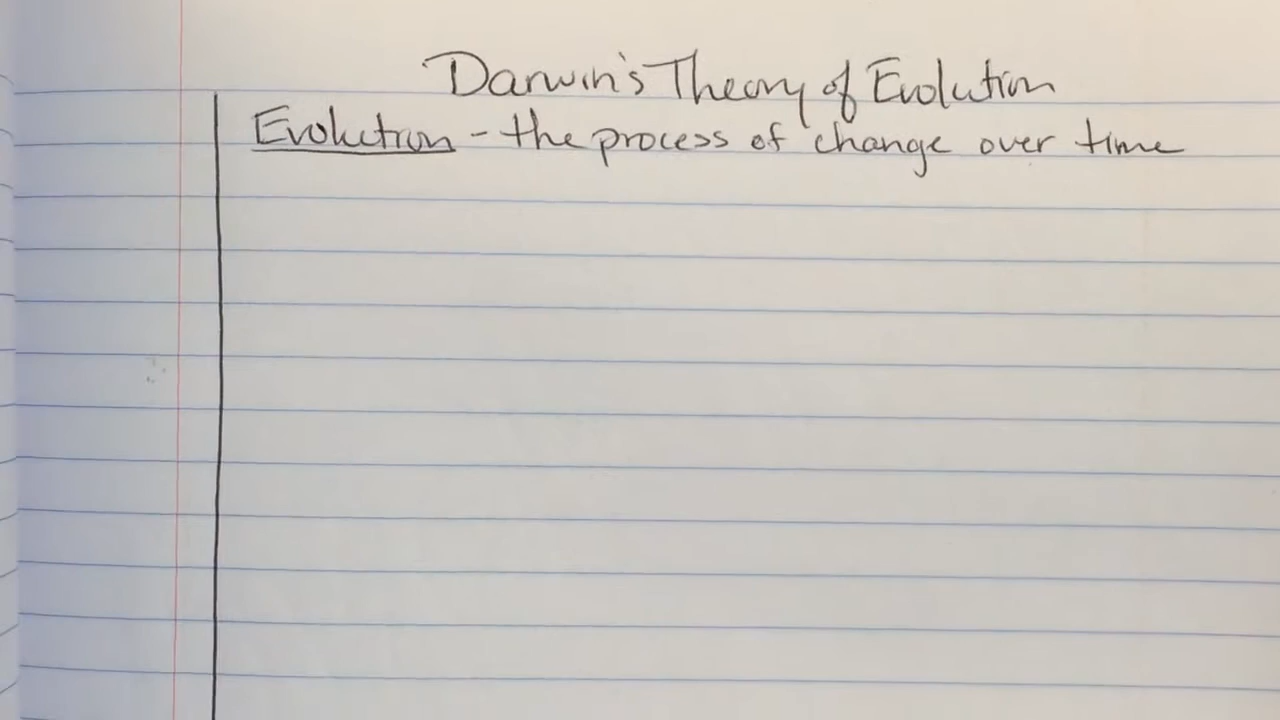 Darwin's Theory of Evolution
Evolution - the process of change over time